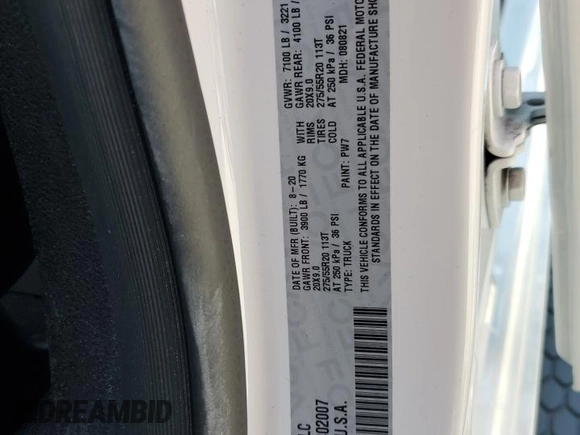 DATE OF MFR (BUILT): 8-20 GVWR: 7100 LB / 3221
GAWR FRONT: 3900 LB / 1770 KG WITH GAWR REAR: 4100 LB /
20X9.0 RIMS 20X9.0
275/55R20 113T TIRES 275/55R20 113T
AT 250 kPa / 36 PSI COLD AT 250 kPa / 36 PSI
TYPE: TRUCK PAINT: PW7 MDH: 080821
THIS VEHICLE CONFORMS TO ALL APPLICABLE U.S.A. FEDERAL MOTO
STANDARDS IN EFFECT ON THE DATE OF MANUFACTURE SHO
LC
02007
U.S.A.
DREAMBID